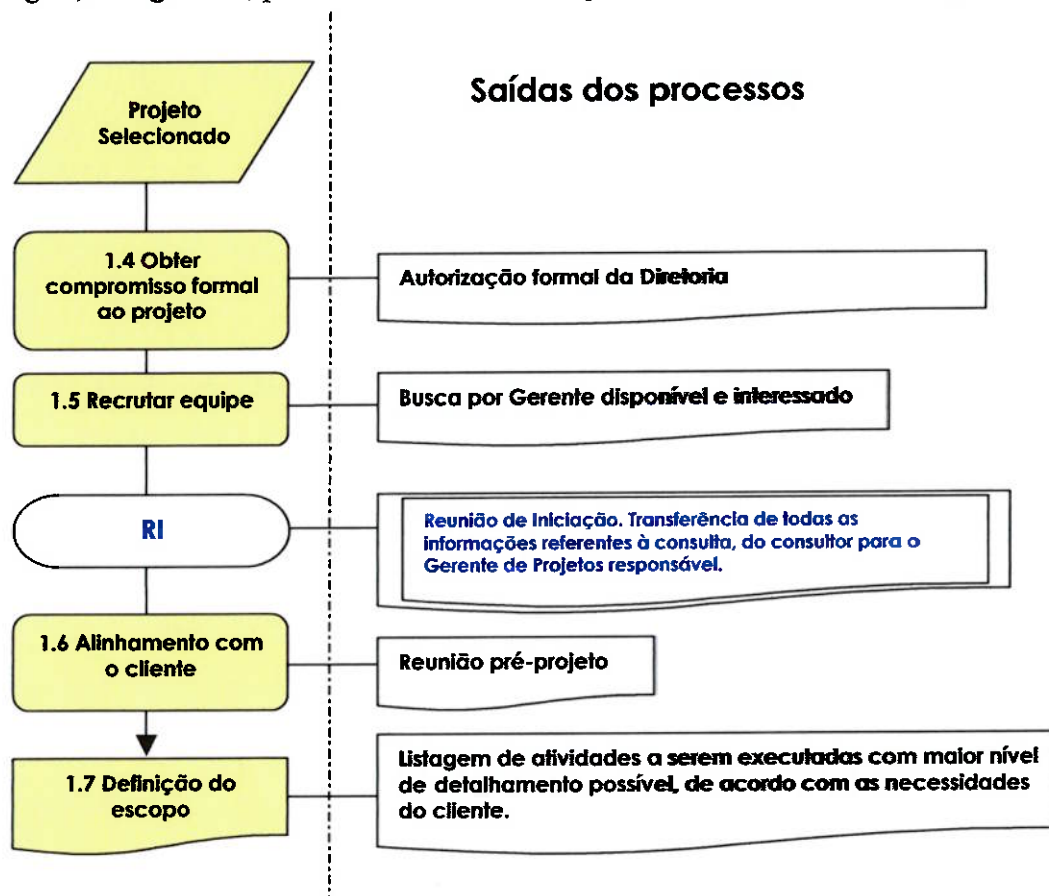 Saídas dos processos
Projeto
Selecionado
1.4 Obter
compromisso formal
ao projeto
Autorização formal da Diretoria
1.5 Recrutar equipe
Busca por Gerente disponível e interessado
RI
Reunião de Iniciação. Transferência de todas as
informações referentes à consulta, do consultor para o
Gerente de Projetos responsável.
1.6 Alinhamento com
o cliente
Reunião pré-projeto
1.7 Definição do
escopo
Listagem de atividades a serem executadas com maior nível
de detalhamento possível, de acordo com as necessidades
do cliente.